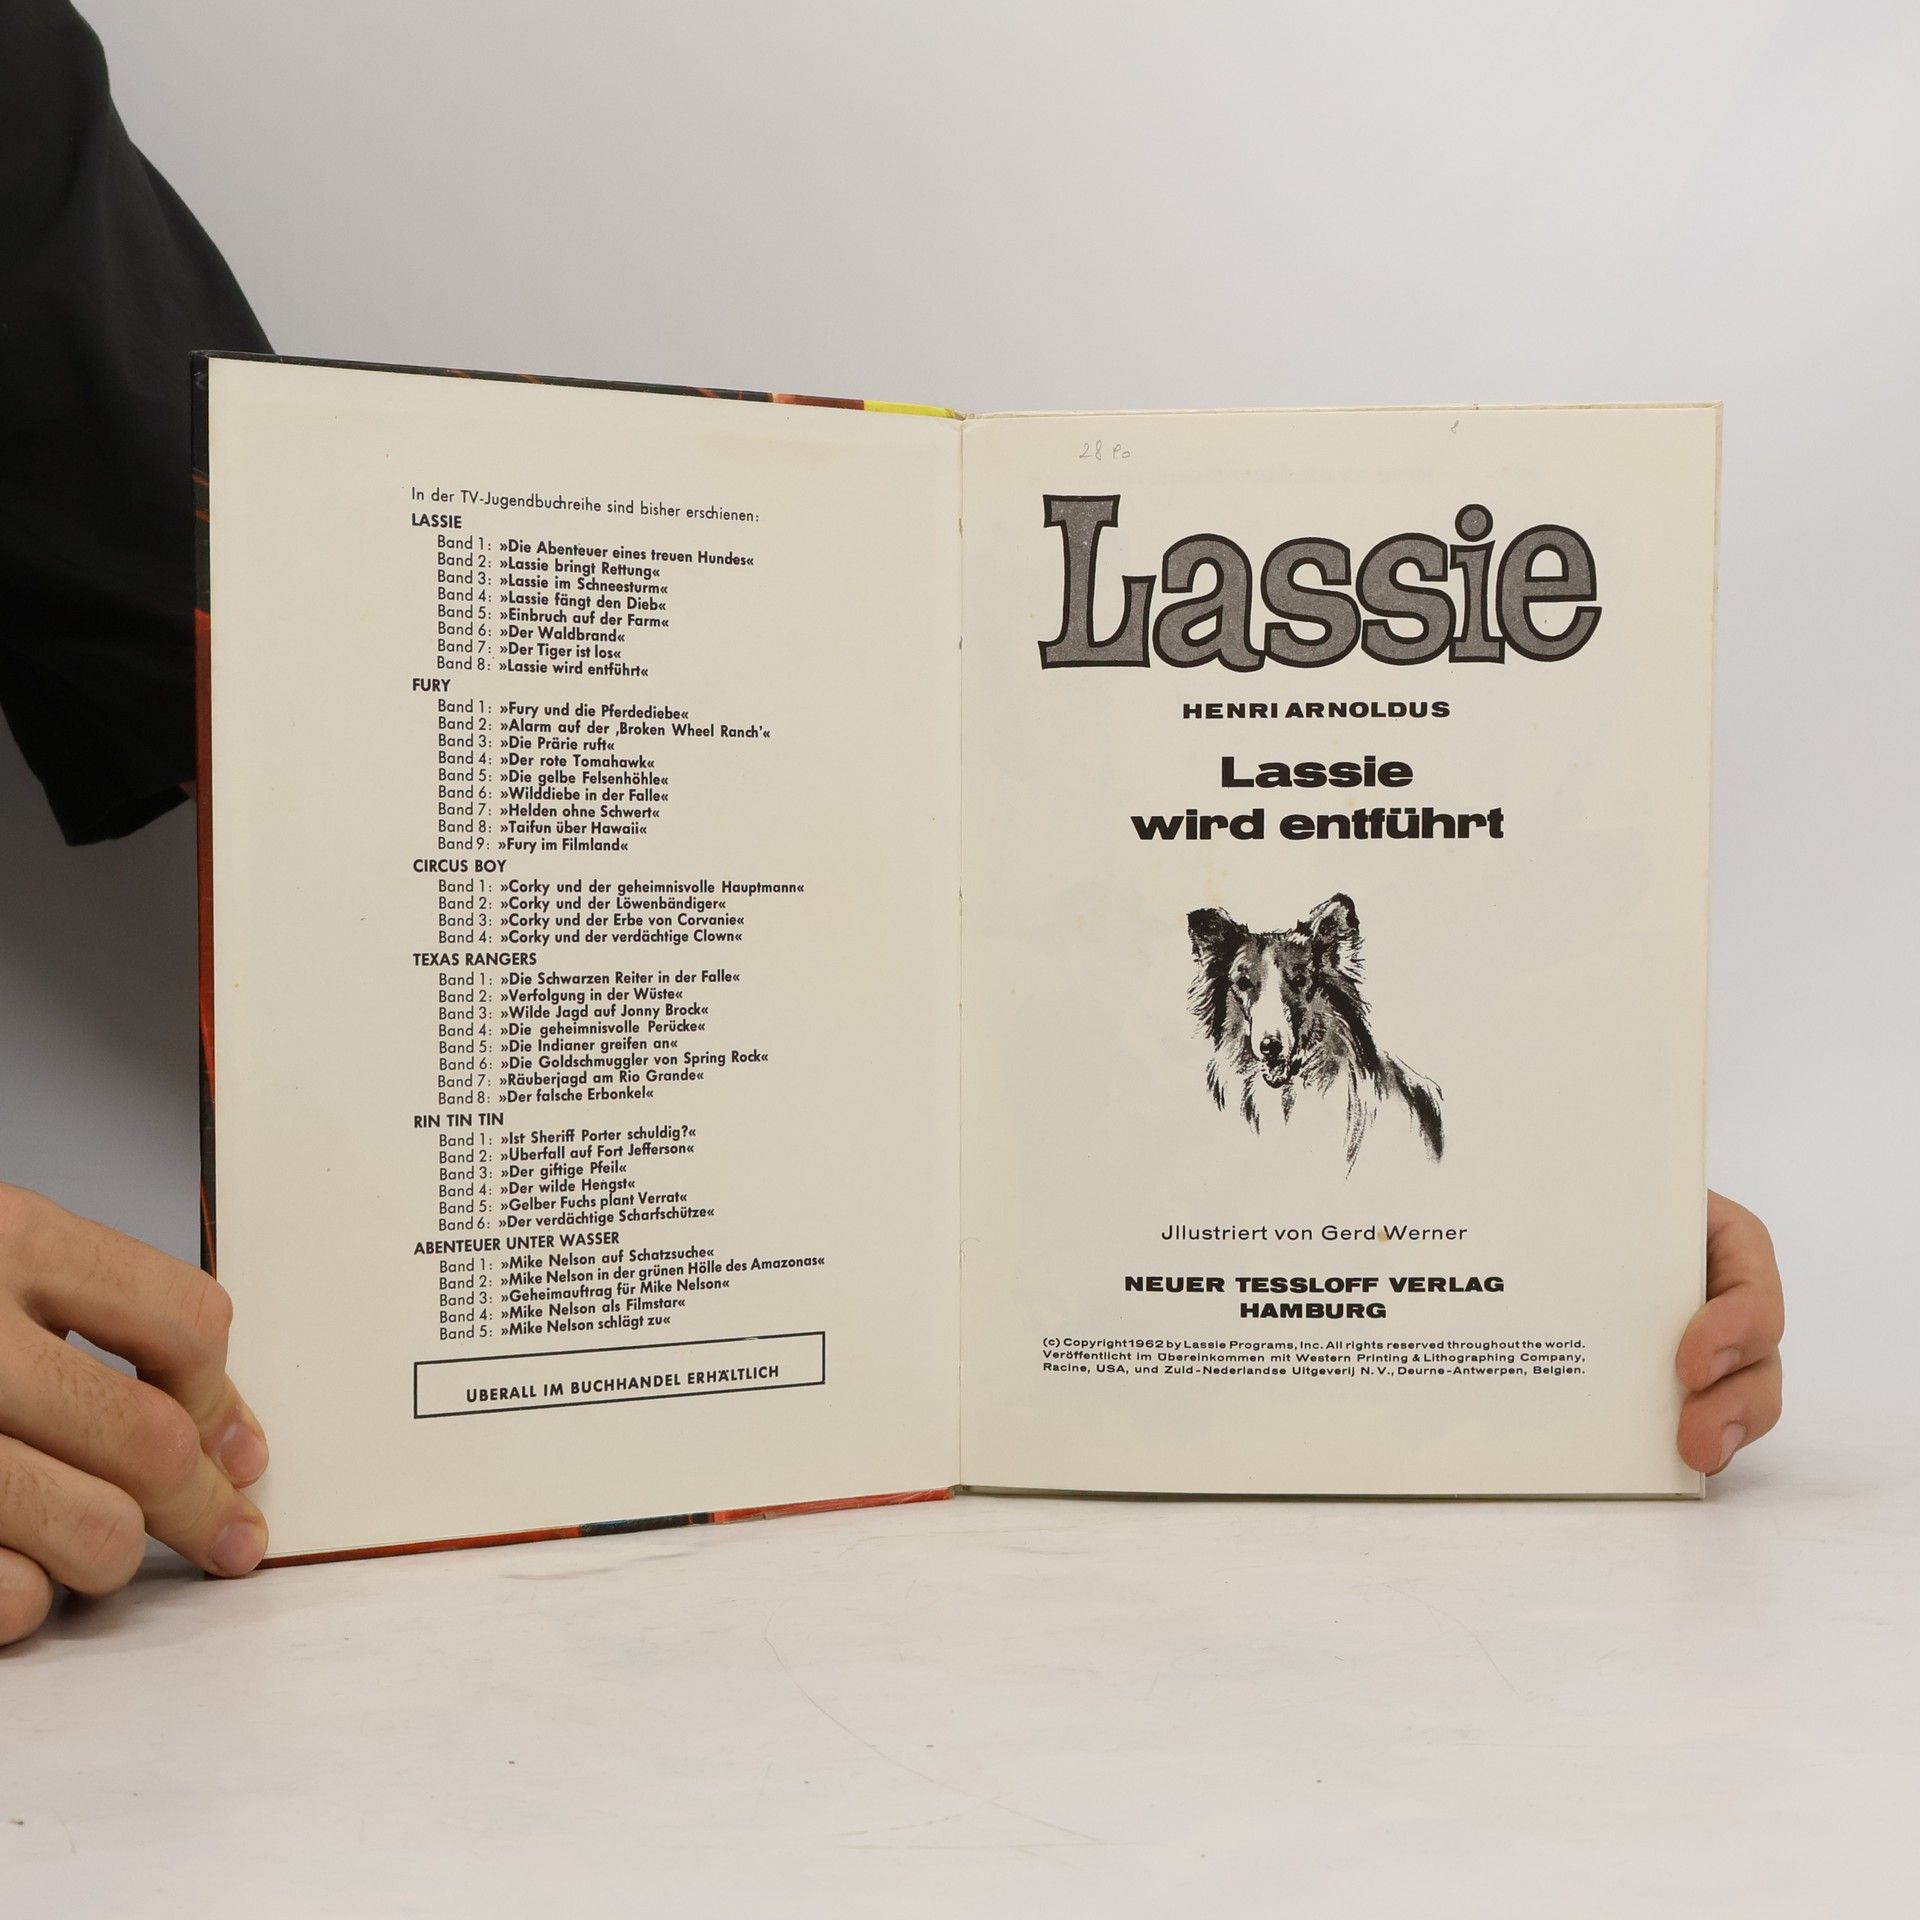 In der TV-Jugendbuchreihe sind bisher erschienen:
LASSIE
Band 1: »Die Abenteuer eines treuen Hundes«
Band 2: »Lassie bringt Rettung«
Band 3: »Lassie im Schneesturm«
Band 4: »Lassie fängt den Dieb«
Band 5: »Einbruch auf der Farm«
Band 6: »Der Waldbrand«
Band 7: »Der Tiger ist los«
Band 8: »Lassie wird entführt«
FURY
Band 1: »Fury und die Pferdediebe«
Band 2: »Alarm auf der ‚Broken Wheel Ranch'«
Band 3: »Die Prärie ruft«
Band 4: »Der rote Tomahawk«
Band 5: »Die gelbe Felsenhöhle«
Band 6: »Wilddiebe in der Falle«
Band 7: »Helden ohne Schwert«
Band 8: »Taifun über Hawaii«
Band 9: »Fury im Filmland«
CIRCUS BOY
Band 1: »Corky und der geheimnisvolle Hauptmann«
Band 2: »Corky und der Löwenbändiger«
Band 3: »Corky und der Erbe von Corvanie«
Band 4: »Corky und der verdächtige Clown«
TEXAS RANGERS
Band 1: »Die Schwarzen Reiter in der Falle«
Band 2: »Verfolgung in der Wüste«
Band 3: »Wilde Jagd auf Jonny Brock«
Band 4: »Die geheimnisvolle Perücke«
Band 5: »Die Indianer greifen an«
Band 6: »Die Goldschmuggler von Spring Rock«
Band 7: »Räuberjagd am Rio Grande«
Band 8: »Der falsche Erbonkel«
RIN TIN TIN
Band 1: »Ist Sheriff Porter schuldig?«
Band 2: »Überfall auf Fort Jefferson«
Band 3: »Der giftige Pfeil«
Band 4: »Der wilde Hengst«
Band 5: »Gelber Fuchs plant Verrat«
Band 6: »Der verdächtige Scharfschütze«
ABENTEUER UNTER WASSER
Band 1: »Mike Nelson auf Schatzsuche«
Band 2: »Mike Nelson in der grünen Hölle des Amazonas«
Band 3: »Geheimauftrag für Mike Nelson«
Band 4: »Mike Nelson als Filmstar«
Band 5: »Mike Nelson schlägt zu«
ÜBERALL IM BUCHHANDEL ERHÄLTLICH
8
28
Lassie
HENRI ARNOLDUS
Lassie
wird entführt
Jllustriert von Gerd Werner
NEUER TESSLOFF VERLAG
HAMBURG
(c) Copyright 1962 by Lassie Programs, Inc. All rights reserved throughout the world.
Veröffentlicht im Übereinkommen mit Western Printing & Lithographing Company,
Racine, USA, und Zuid-Nederlandse Uitgeverij N.V., Deurne-Antwerpen, Belgien.